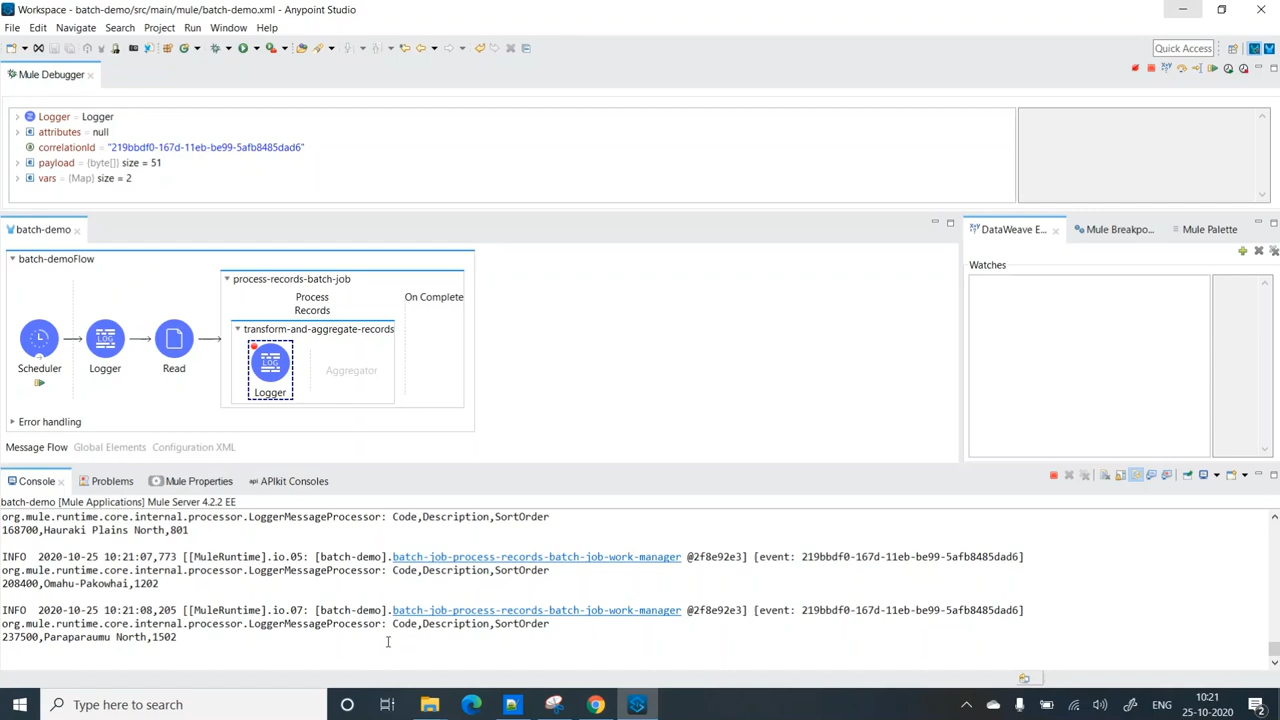 Workspace - batch-demo/src/main/mule/batch-demo.xml - Anypoint Studio
File Edit Navigate Search Project Run Window Help
Quick Access
Mule Debugger
Logger = Logger
attributes = null
correlationId = "219bbdf0-167d-11eb-be99-5afb8485dad6"
payload = (byte[]) size = 51
vars = (Map) size = 2
batch-demo
DataWeave E...
Mule Breakpo...
Mule Palette
batch-demoFlow
Watches
process-records-batch-job
Process
Records
On Complete
transform-and-aggregate-records
LOG
LOG
Scheduler
Logger
Read
Logger
Aggregator
Error handling
Message Flow Global Elements Configuration XML
Console Problems Mule Properties API APIkit Consoles
batch-demo [Mule Applications] Mule Server 4.2.2 EE
org.mule.runtime.core.internal.processor.LoggerMessageProcessor: Code,Description,SortOrder
168700,Hauraki Plains North,801
INFO 2020-10-25 10:21:07,773 [[MuleRuntime].io.05: [batch-demo].batch-job-process-records-batch-job-work-manager @2f8e92e3] [event: 219bbdf0-167d-11eb-be99-5afb8485dad6]
org.mule.runtime.core.internal.processor.LoggerMessageProcessor: Code,Description,SortOrder
208400,Omahu-Pakowhai,1202
INFO 2020-10-25 10:21:08,205 [[MuleRuntime].io.07: [batch-demo].batch-job-process-records-batch-job-work-manager @2f8e92e3] [event: 219bbdf0-167d-11eb-be99-5afb8485dad6]
org.mule.runtime.core.internal.processor.LoggerMessageProcessor: Code,Description,SortOrder
237500,Paraparaumu North,1502
Type here to search
ENG
10:21
25-10-2020
2